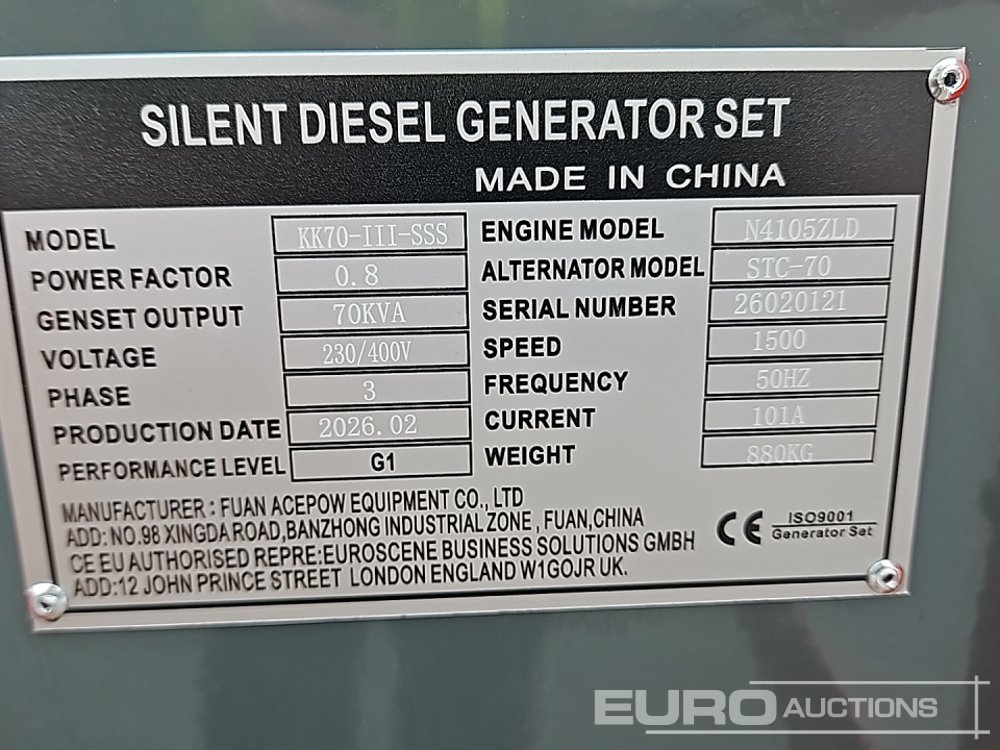 SILENT DIESEL GENERATOR SET
MADE IN CHINA
MODEL KK70-III-SSS
POWER FACTOR 0.8
GENSET OUTPUT 70KVA
VOLTAGE 230/400V
PHASE 3
PRODUCTION DATE 2026.02
PERFORMANCE LEVEL G1
ENGINE MODEL N4105ZLD
ALTERNATOR MODEL STC-70
SERIAL NUMBER 26020121
SPEED 1500
FREQUENCY 50HZ
CURRENT 101A
WEIGHT 880KG
MANUFACTURER : FUAN ACEPOW EQUIPMENT CO., LTD
ADD: NO.98 XINGDA ROAD,BANZHONG INDUSTRIAL ZONE , FUAN,CHINA
CE EU AUTHORISED REPRE:EUROSCENE BUSINESS SOLUTIONS GMBH
ADD:12 JOHN PRINCE STREET LONDON ENGLAND W1GOJR UK.
CE
ISO9001
Generator Set
EURO AUCTIONS